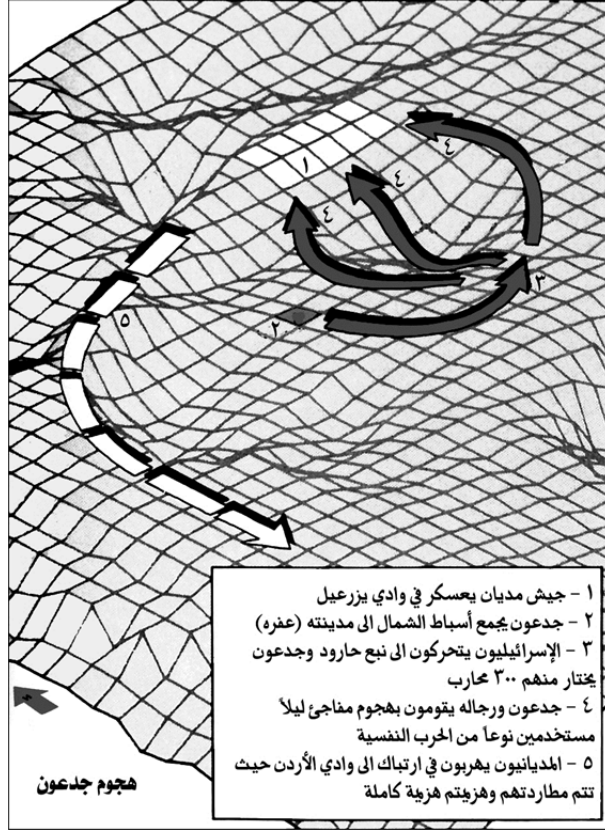 ١
٤
٤
٤
٣
٢
٥
١ - جيش مديان يعسكر في وادي يزرعيل
٢ - جدعون يجمع أسباط الشمال الى مدينته (عفره)
٣ - الإسرائيليون يتحركون الى نبع حارود وجدعون
يختار منهم ٣٠٠ محارب
٤ - جدعون ورجاله يقومون بهجوم مفاجئ ليلاً
مستخدمين نوعاً من الحرب النفسية
٥ - المديانيون يهربون في ارتباك الى وادي الأردن حيث
تتم مطاردتهم وهزيمتم هزيمة كاملة
هجوم جدعون